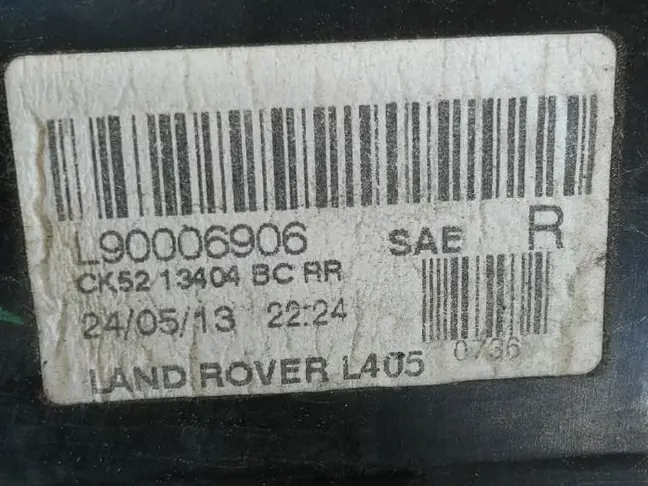 L90006906 SAE R
CK52 13404 BC RR
24/05/13 22:24
0736
LAND ROVER L405